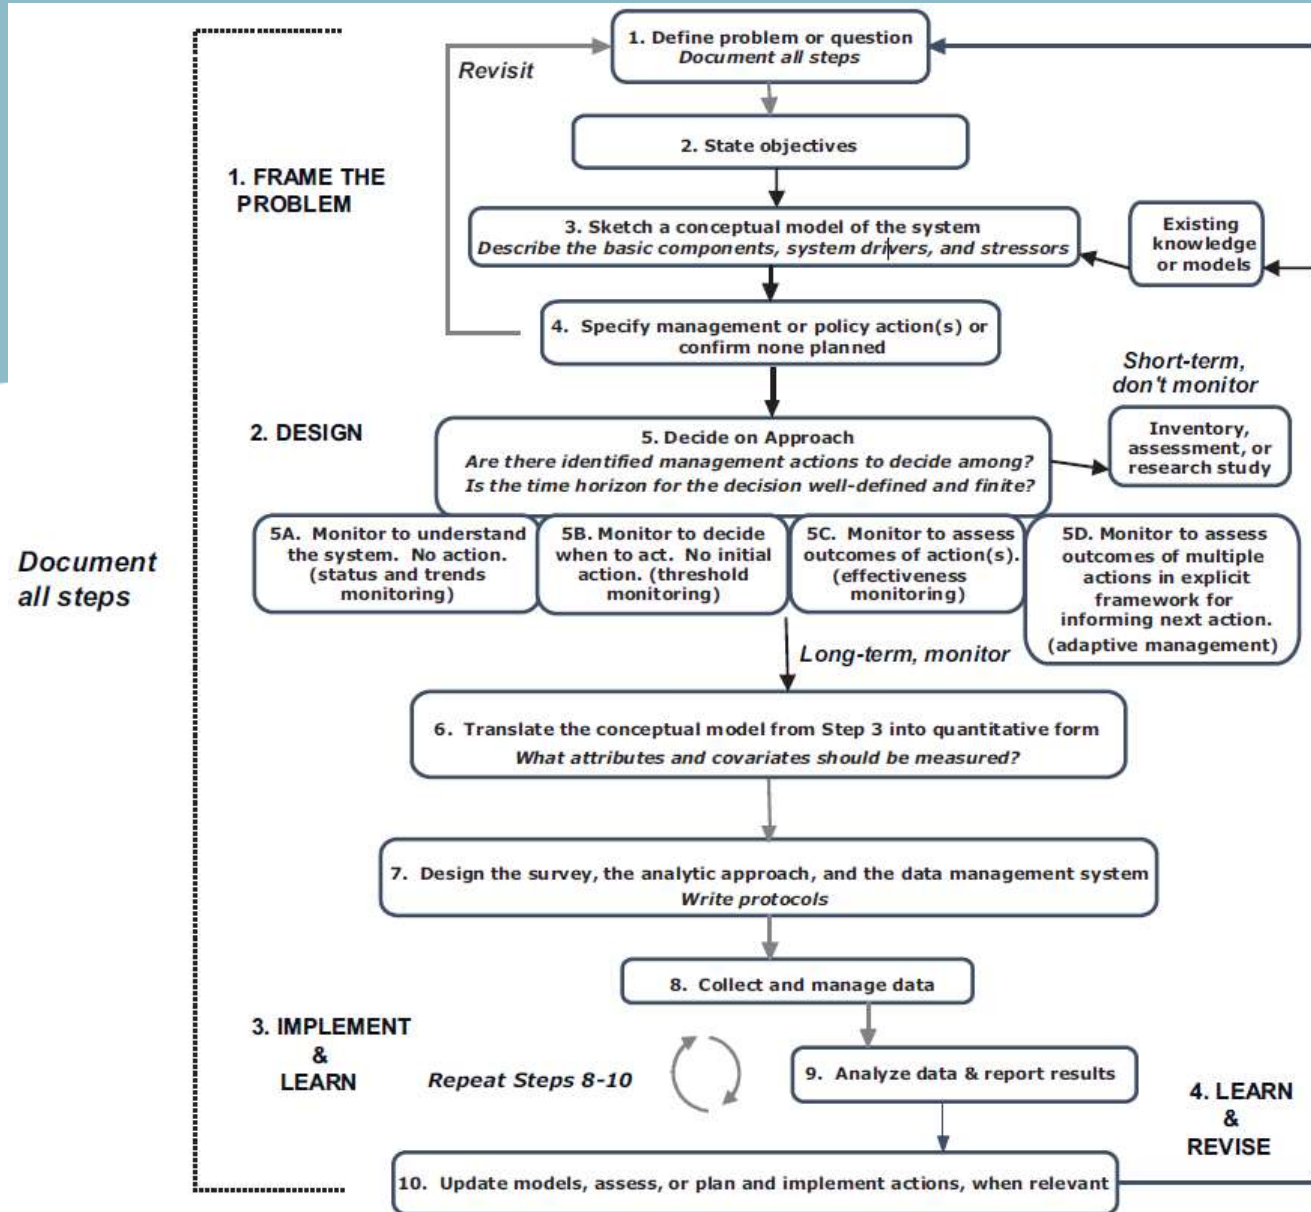 1. Define problem or question
Document all steps
Revisit
2. State objectives
1. FRAME THE
PROBLEM
3. Sketch a conceptual model of the system
Describe the basic components, system drivers, and stressors
Existing
knowledge
or models
4. Specify management or policy action(s) or
confirm none planned
Short-term,
don't monitor
2. DESIGN
5. Decide on Approach
Are there identified management actions to decide among?
Is the time horizon for the decision well-defined and finite?
Inventory,
assessment, or
research study
5A. Monitor to understand
the system. No action.
(status and trends
monitoring)
5B. Monitor to decide
when to act. No initial
action. (threshold
monitoring)
5C. Monitor to assess
outcomes of action(s).
(effectiveness
monitoring)
5D. Monitor to assess
outcomes of multiple
actions in explicit
framework for
informing next action.
(adaptive management)
Document
all steps
Long-term, monitor
6. Translate the conceptual model from Step 3 into quantitative form
What attributes and covariates should be measured?
7. Design the survey, the analytic approach, and the data management system
Write protocols
8. Collect and manage data
3. IMPLEMENT
&
LEARN
Repeat Steps 8-10
9. Analyze data & report results
4. LEARN
&
REVISE
10. Update models, assess, or plan and implement actions, when relevant